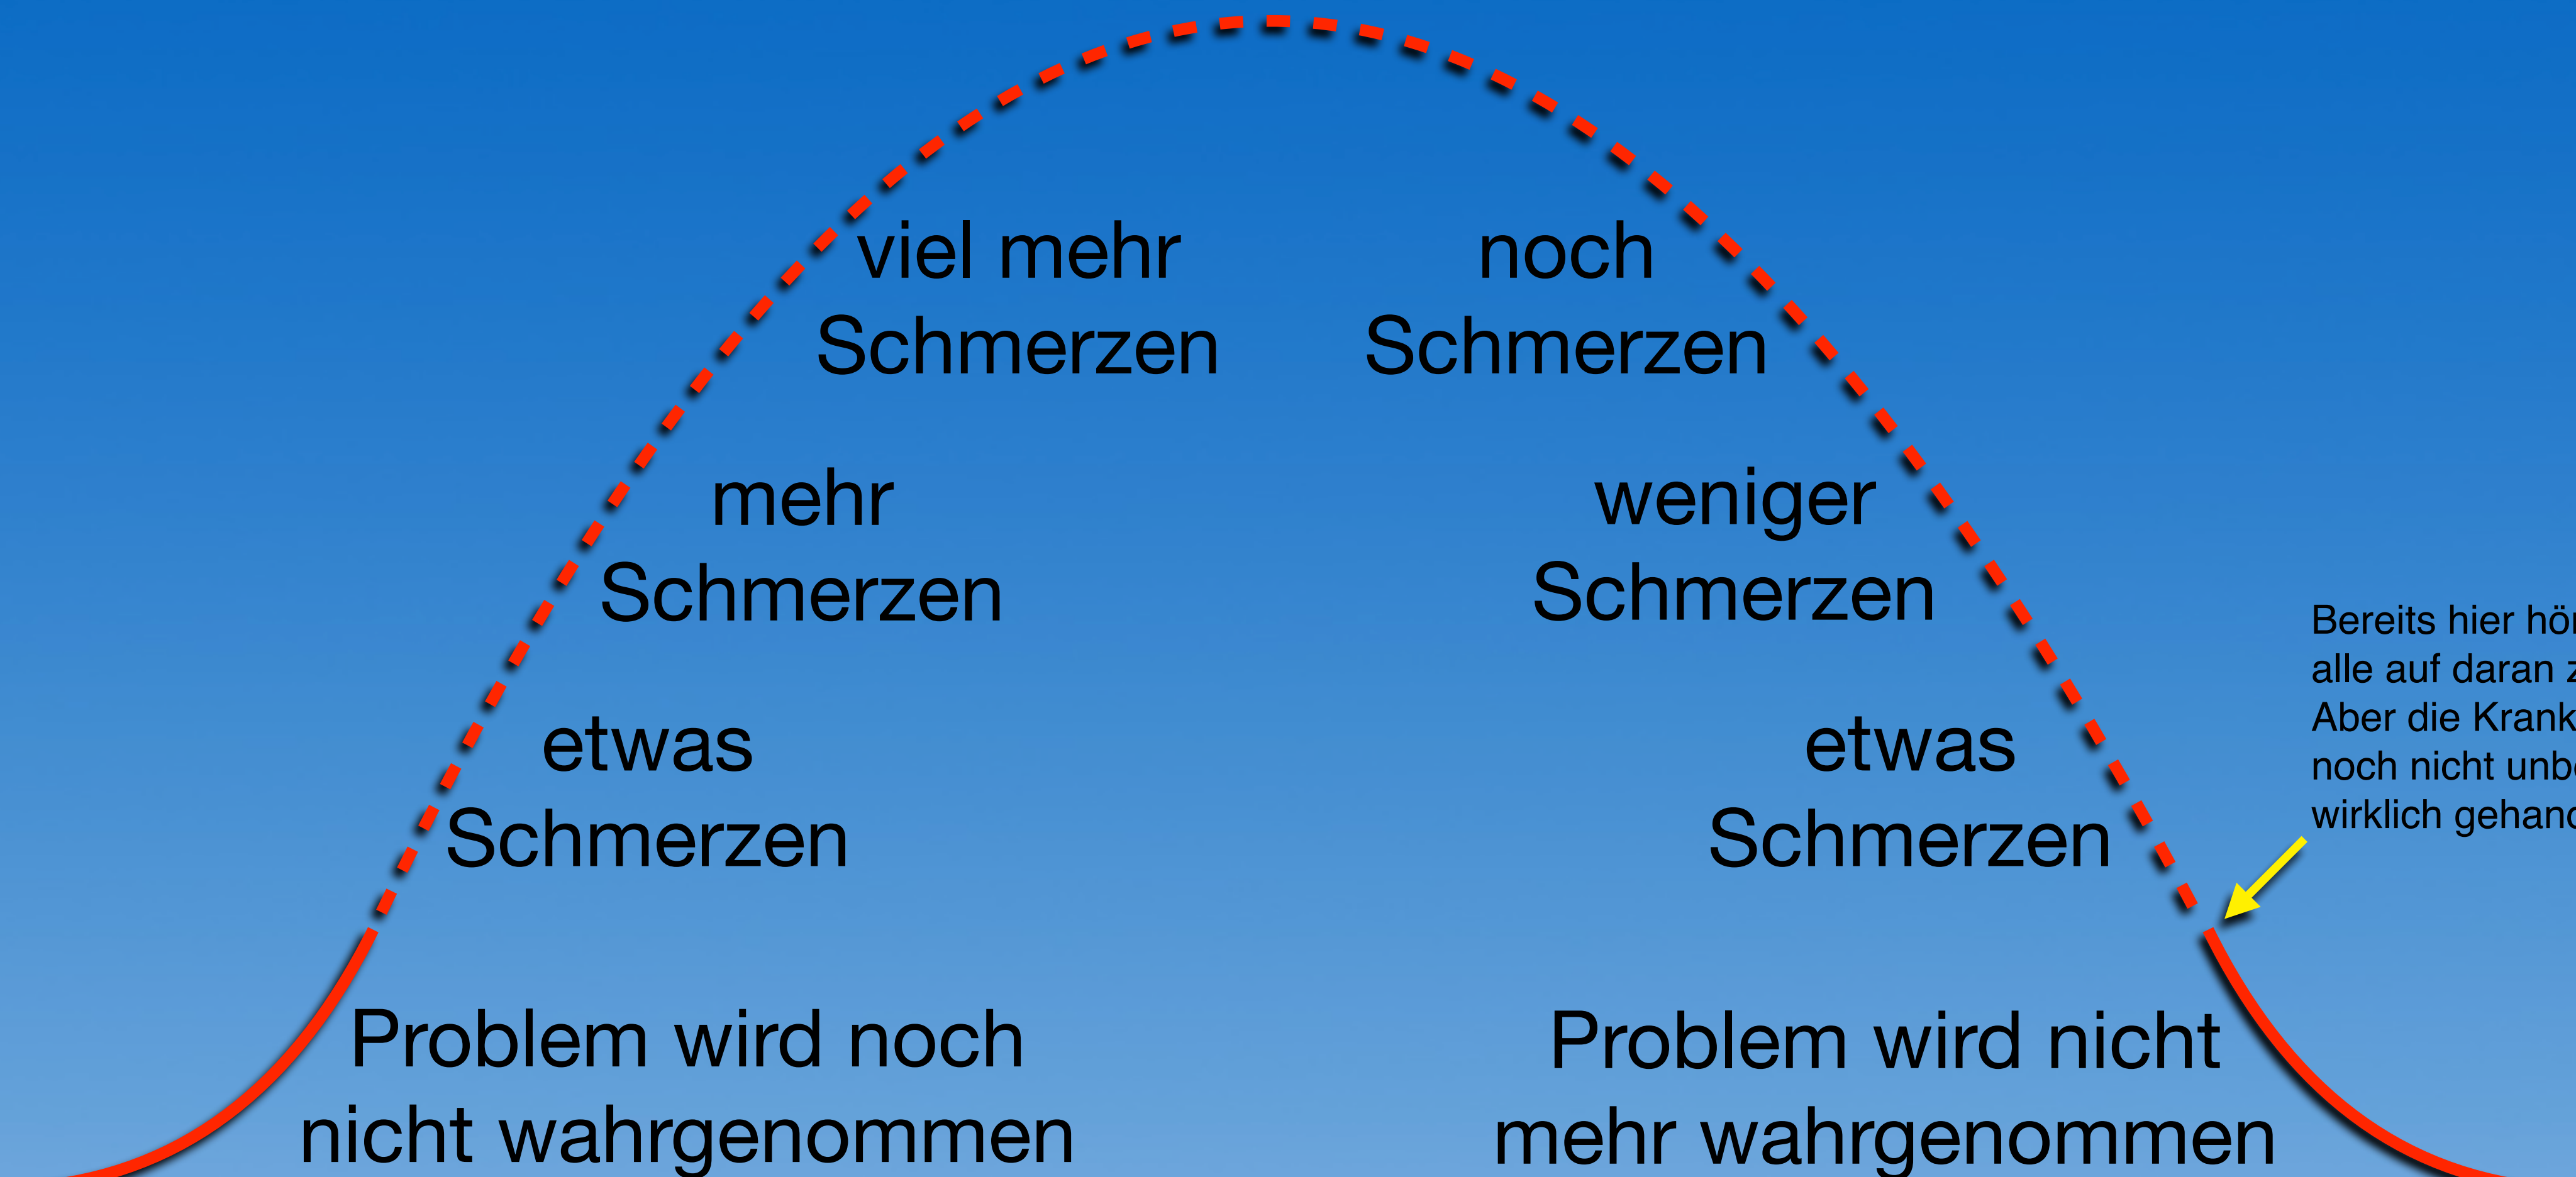 viel mehr
Schmerzen
noch
Schmerzen
mehr
Schmerzen
weniger
Schmerzen
etwas
Schmerzen
etwas
Schmerzen
Bereits hier
alle auf daran
Aber die
noch nicht
wirklich
Problem wird noch
nicht wahrgenommen
Problem wird nicht
mehr wahrgenommen